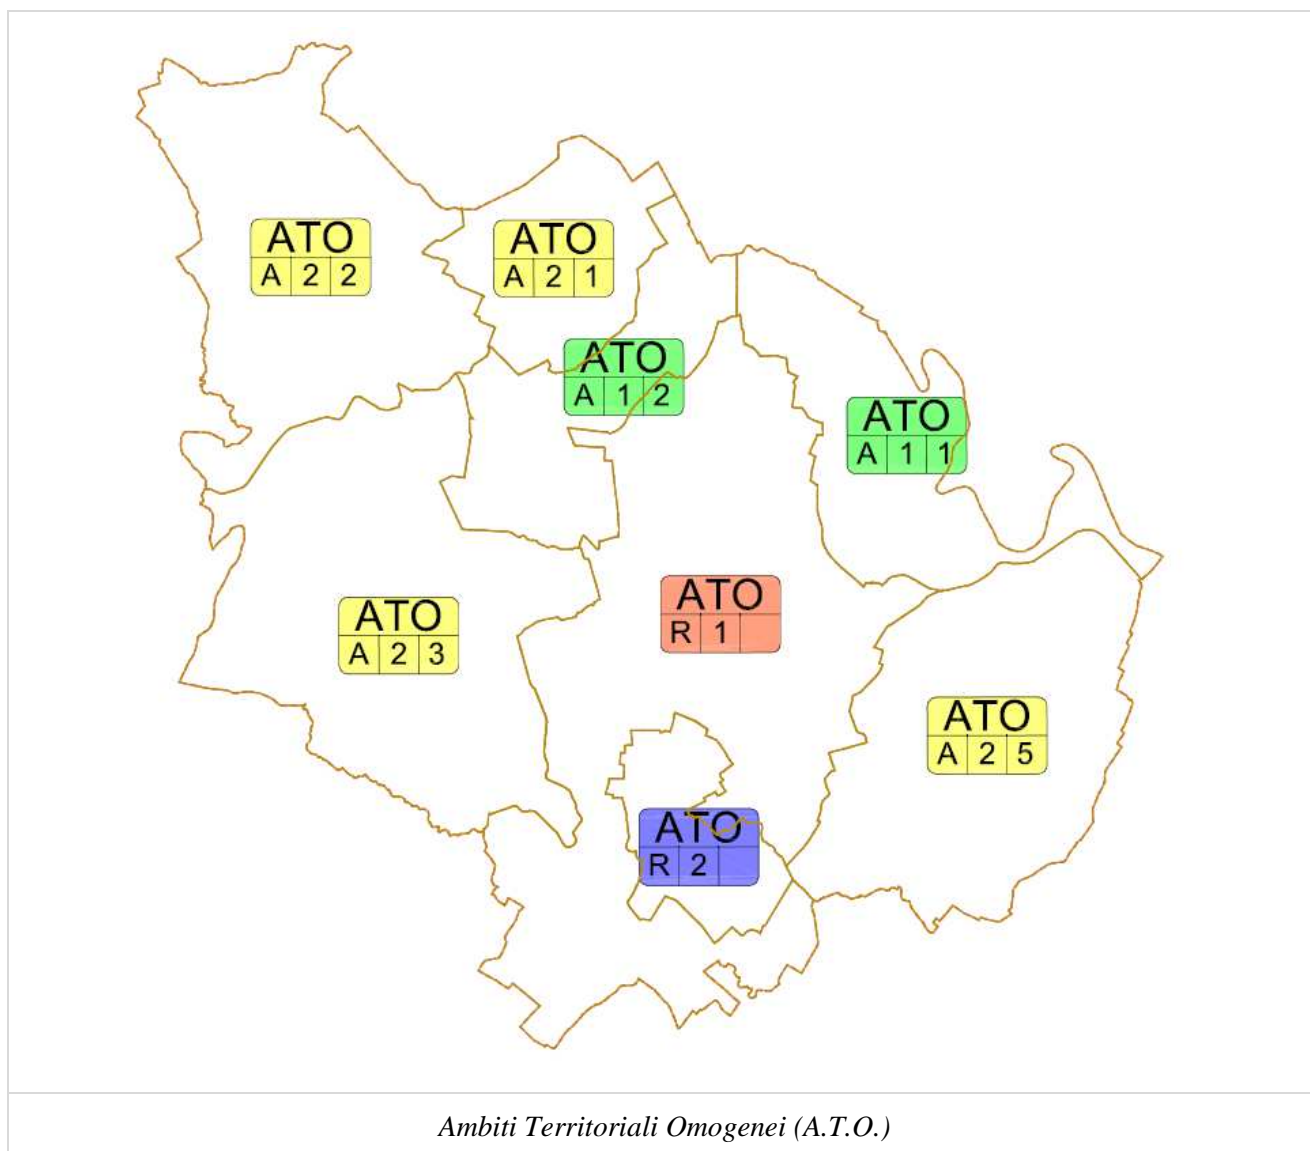 ATO
A 2 2
ATO
A 2 1
ATO
A 1 2
ATO
A 1 1
ATO
A 2 3
ATO
R 1
ATO
A 2 5
ATO
R 2
Ambiti Territoriali Omogenei (A.T.O.)